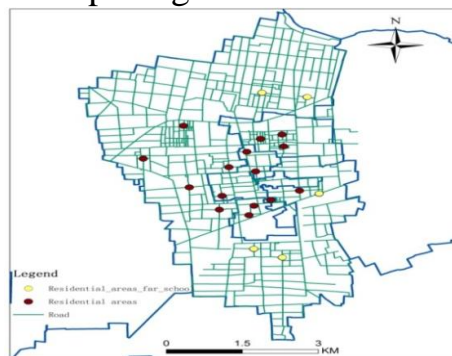 N
Legend
Residential_areas_far_schoo
Residential areas
Road
0 1.5 3
KM